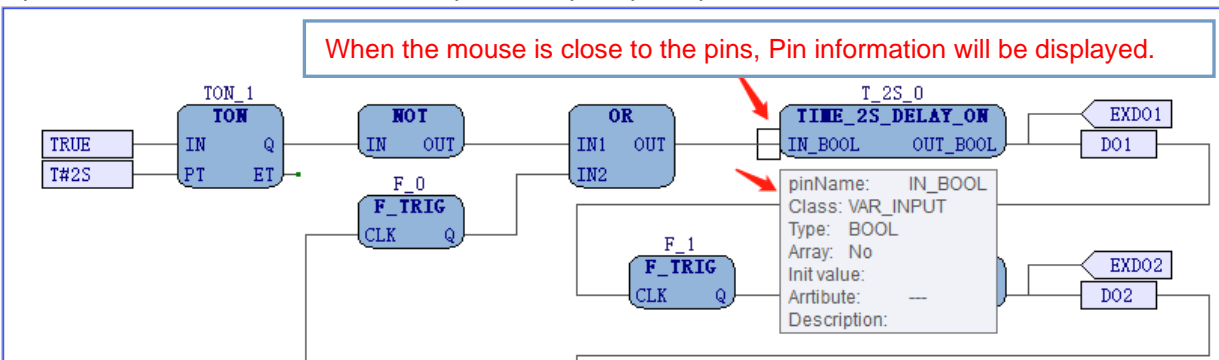 When the mouse is close to the pins, Pin information will be displayed.
TON_1
TON
IN Q
PT ET
TRUE
T#2S
NOT
IN OUT
F_0
F_TRIG
CLK Q
OR
IN1 OUT
IN2
T_2S_0
TIME_2S_DELAY_ON
IN_BOOL OUT_BOOL
EXDO1
DO1
pinName: IN_BOOL
Class: VAR_INPUT
Type: BOOL
Array: No
Init value:
Arrtibute: ---
Description:
F_1
F_TRIG
CLK Q
EXDO2
DO2